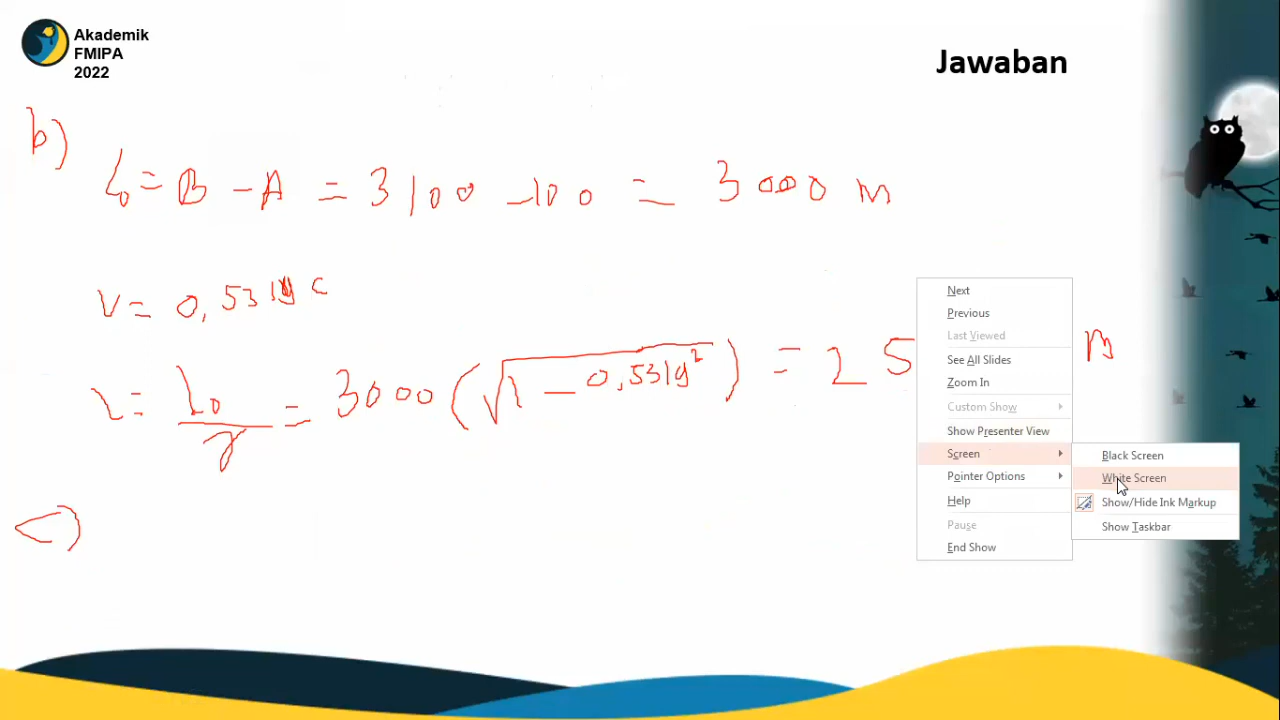 Akademik
FMIPA
2022
Jawaban
b)
L₀ = B - A = 3100 - 100 = 3000 m
V = 0,5319 c
L = L₀/γ = 3000 (√1 - 0,5319²) = 25 m
c)
Next
Previous
Last Viewed
See All Slides
Zoom In
Custom Show
Show Presenter View
Screen
Pointer Options
Help
Pause
End Show
Black Screen
White Screen
Show/Hide Ink Markup
Show Taskbar